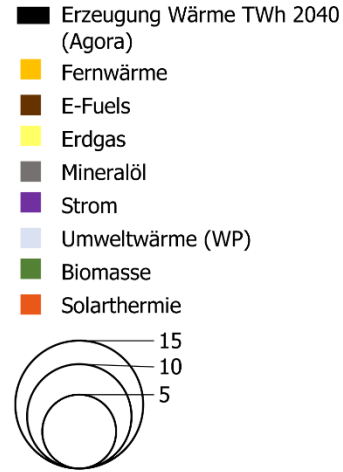 Erzeugung Wärme TWh 2040
(Agora)
Fernwärme
E-Fuels
Erdgas
Mineralöl
Strom
Umweltwärme (WP)
Biomasse
Solarthermie
15
10
5